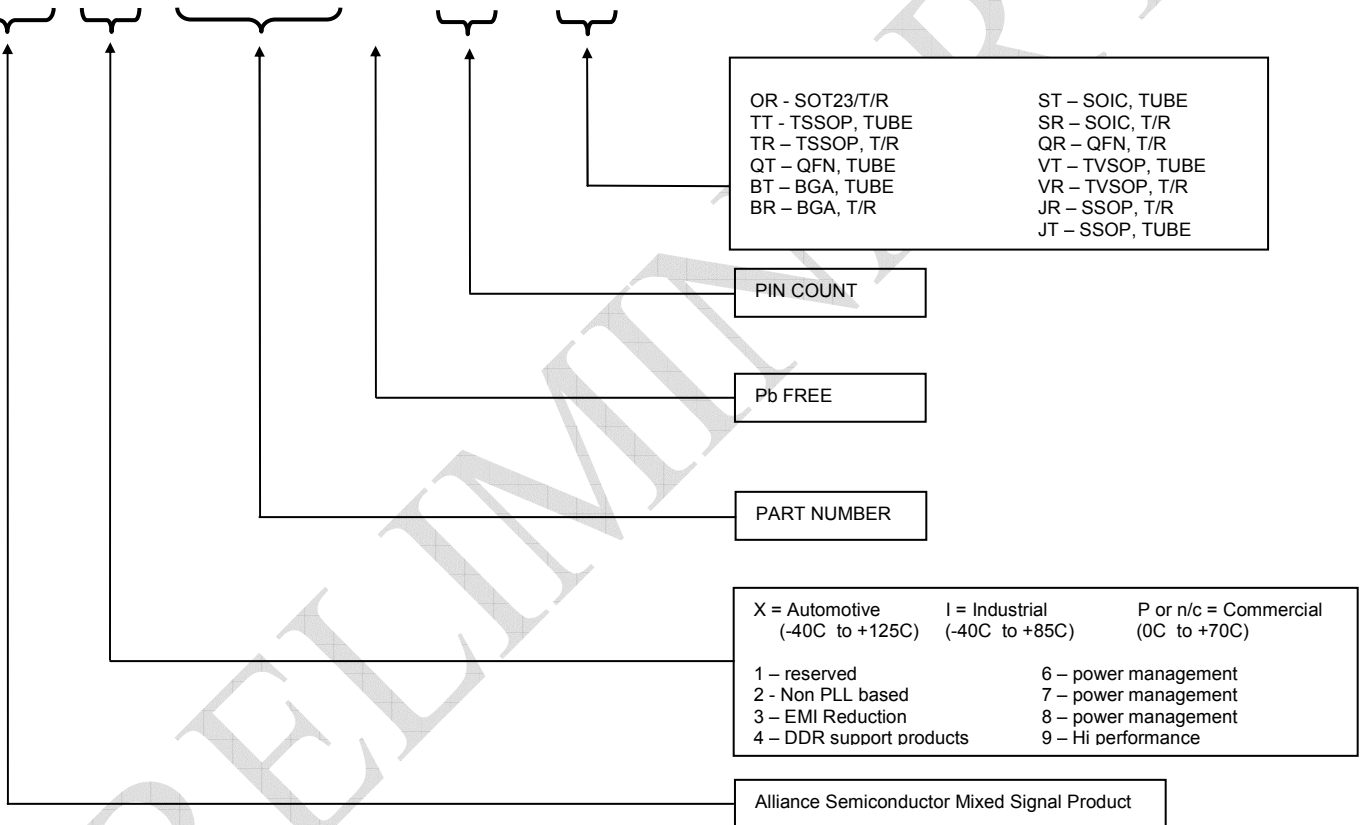 OR - SOT23/T/R
TT - TSSOP, TUBE
TR – TSSOP, T/R
QT – QFN, TUBE
BT – BGA, TUBE
BR – BGA, T/R
ST – SOIC, TUBE
SR – SOIC, T/R
QR – QFN, T/R
VT – TVSOP, TUBE
VR – TVSOP, T/R
JR – SSOP, T/R
JT – SSOP, TUBE
PIN COUNT
Pb FREE
PART NUMBER
X = Automotive I = Industrial P or n/c = Commercial
(-40C to +125C) (-40C to +85C) (0C to +70C)
1 – reserved
2 - Non PLL based
3 – EMI Reduction
4 – DDR support products
6 – power management
7 – power management
8 – power management
9 – Hi performance
Alliance Semiconductor Mixed Signal Product